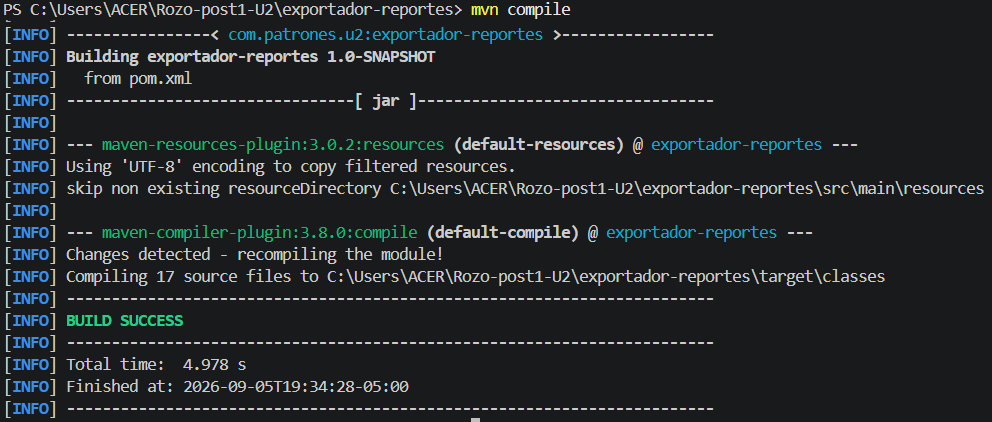 PS C:\Users\ACER\Rozo-post1-U2\exportador-reportes> mvn compile
[INFO] ----------------< com.patrones.u2:exportador-reportes >-----------------
[INFO] Building exportador-reportes 1.0-SNAPSHOT
[INFO]   from pom.xml
[INFO] --------------------------------[ jar ]---------------------------------
[INFO]
[INFO] --- maven-resources-plugin:3.0.2:resources (default-resources) @ exportador-reportes ---
[INFO] Using 'UTF-8' encoding to copy filtered resources.
[INFO] skip non existing resourceDirectory C:\Users\ACER\Rozo-post1-U2\exportador-reportes\src\main\resources
[INFO]
[INFO] --- maven-compiler-plugin:3.8.0:compile (default-compile) @ exportador-reportes ---
[INFO] Changes detected - recompiling the module!
[INFO] Compiling 17 source files to C:\Users\ACER\Rozo-post1-U2\exportador-reportes\target\classes
[INFO] ------------------------------------------------------------------------
[INFO] BUILD SUCCESS
[INFO] ------------------------------------------------------------------------
[INFO] Total time:  4.978 s
[INFO] Finished at: 2026-09-05T19:34:28-05:00
[INFO] ------------------------------------------------------------------------